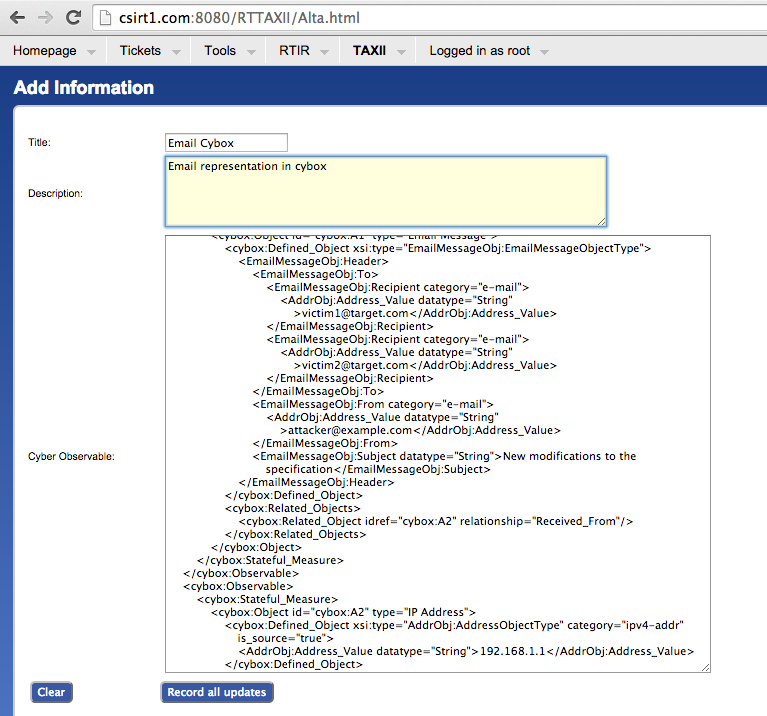 csirt1.com:8080/RTTAXII/Alta.html
Homepage Tickets Tools RTIR TAXII Logged in as root
Add Information
Title: Email Cybox
Description: Email representation in cybox
Cyber Observable:
<cybox:Object id="cybox:A1" type="Email Message">
<cybox:Defined_Object xsi:type="EmailMessageObj:EmailMessageObjectType">
<EmailMessageObj:Header>
<EmailMessageObj:To>
<EmailMessageObj:Recipient category="e-mail">
<AddrObj:Address_Value datatype="String"
>victim1@target.com</AddrObj:Address_Value>
</EmailMessageObj:Recipient>
<EmailMessageObj:Recipient category="e-mail">
<AddrObj:Address_Value datatype="String"
>victim2@target.com</AddrObj:Address_Value>
</EmailMessageObj:Recipient>
</EmailMessageObj:To>
<EmailMessageObj:From category="e-mail">
<AddrObj:Address_Value datatype="String"
>attacker@example.com</AddrObj:Address_Value>
</EmailMessageObj:From>
<EmailMessageObj:Subject datatype="String">New modifications to the
specification</EmailMessageObj:Subject>
</EmailMessageObj:Header>
</cybox:Defined_Object>
<cybox:Related_Objects>
<cybox:Related_Object idref="cybox:A2" relationship="Received_From"/>
</cybox:Related_Objects>
</cybox:Object>
</cybox:Stateful_Measure>
</cybox:Observable>
<cybox:Observable>
<cybox:Stateful_Measure>
<cybox:Object id="cybox:A2" type="IP Address">
<cybox:Defined_Object xsi:type="AddrObj:AddressObjectType" category="ipv4-addr"
is_source="true">
<AddrObj:Address_Value datatype="String">192.168.1.1</AddrObj:Address_Value>
</cybox:Defined_Object>
Clear Record all updates